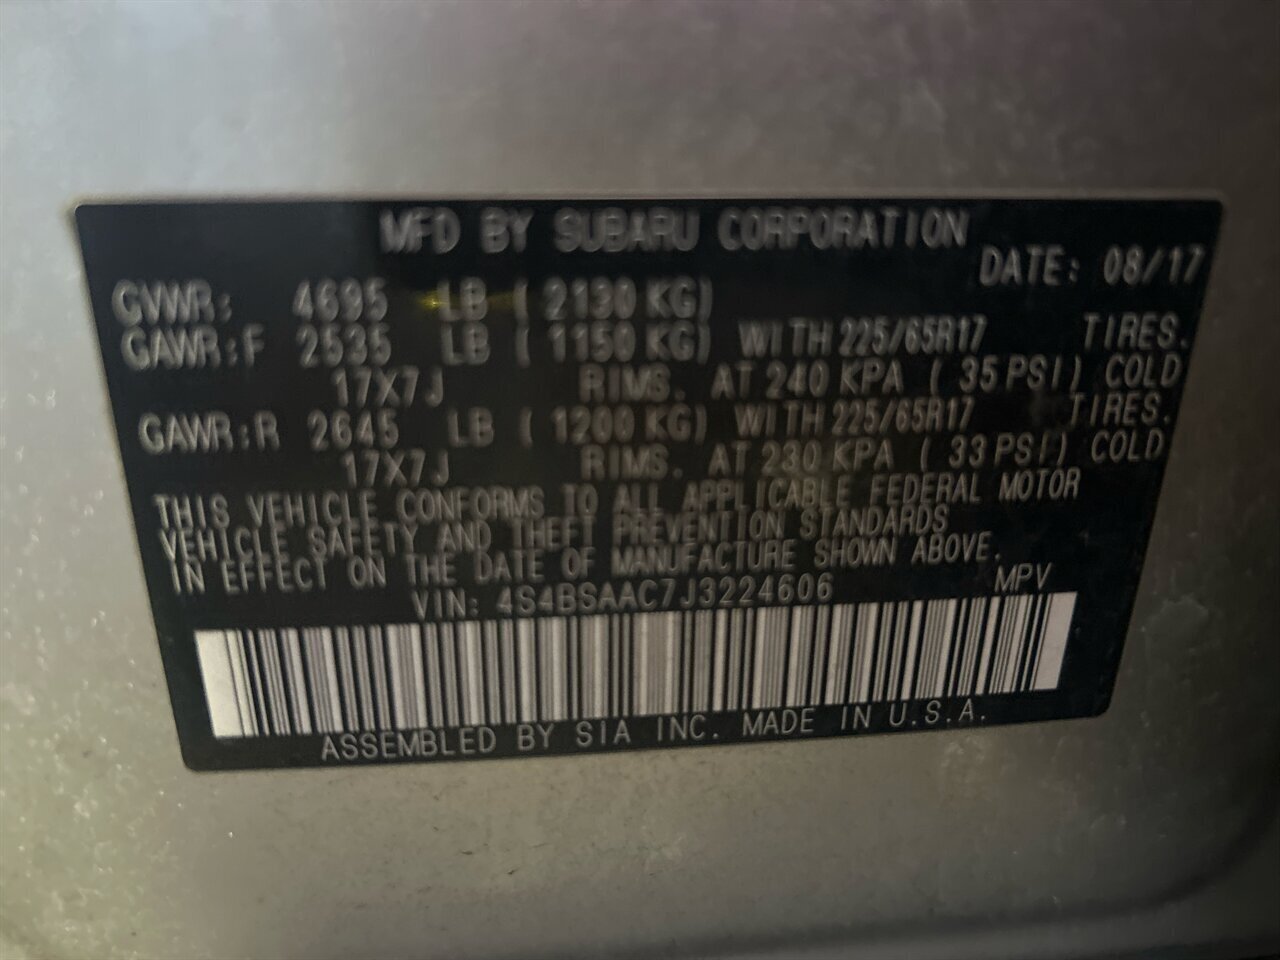 MFD BY SUBARU CORPORATION
DATE: 08/17
GVWR: 4695 LB ( 2130 KG)
GAWR:F 2535 LB ( 1150 KG) WITH 225/65R17 TIRES.
17X7J RIMS. AT 240 KPA ( 35 PSI) COLD
GAWR:R 2645 LB ( 1200 KG) WITH 225/65R17 TIRES.
17X7J RIMS. AT 230 KPA ( 33 PSI) COLD
THIS VEHICLE CONFORMS TO ALL APPLICABLE FEDERAL MOTOR
VEHICLE SAFETY AND THEFT PREVENTION STANDARDS
IN EFFECT ON THE DATE OF MANUFACTURE SHOWN ABOVE.
VIN: 4S4BSAAC7J3224606 MPV
ASSEMBLED BY SIA INC. MADE IN U.S.A.